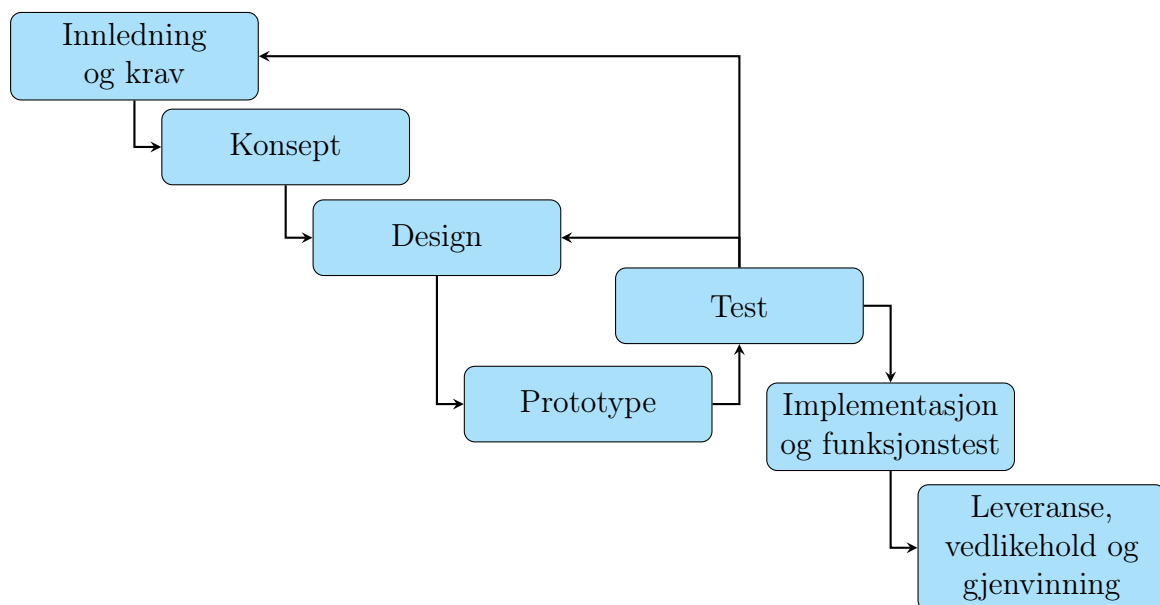 Innledning
og krav
Konsept
Design
Test
Prototype
Implementasjon
og funksjonstest
Leveranse,
vedlikehold og
gjenvinning